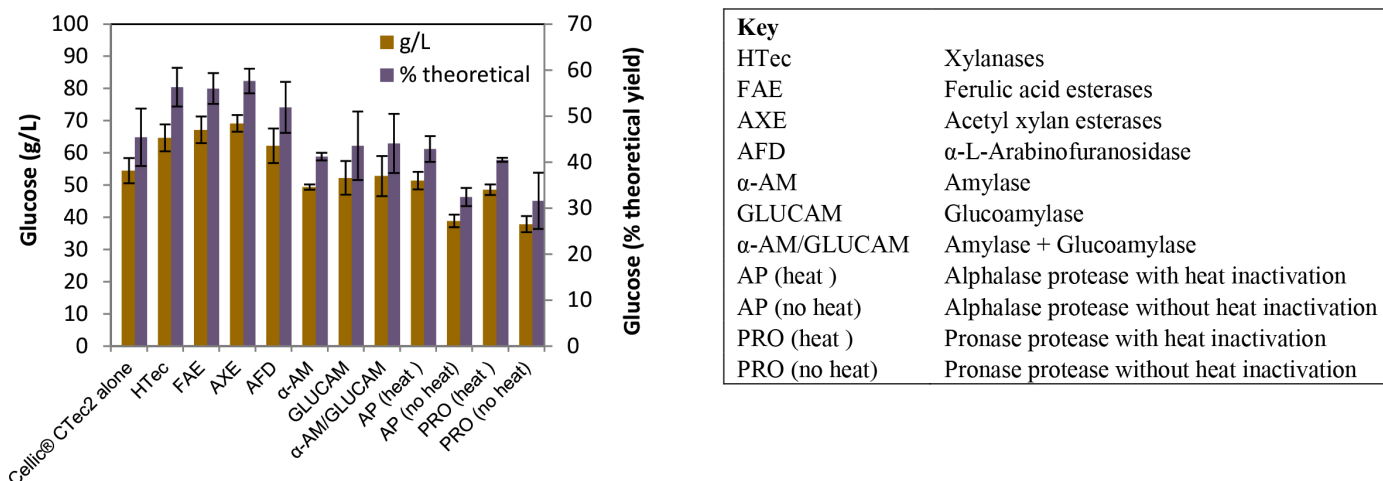 100
90
80
70
60
50
40
30
20
10
0
Glucose (g/L)
g/L
% theoretical
70
60
50
40
30
20
10
0
Glucose (% theoretical yield)
Cellic® CTec2 alone
HTec
FAE
AXE
AFD
α-AM
GLUCAM
α-AM/GLUCAM
AP (heat )
AP (no heat)
PRO (heat )
PRO (no heat)
Key
HTec Xylanases
FAE Ferulic acid esterases
AXE Acetyl xylan esterases
AFD α-L-Arabinofuranosidase
α-AM Amylase
GLUCAM Glucoamylase
α-AM/GLUCAM Amylase + Glucoamylase
AP (heat ) Alphalase protease with heat inactivation
AP (no heat) Alphalase protease without heat inactivation
PRO (heat ) Pronase protease with heat inactivation
PRO (no heat) Pronase protease without heat inactivation